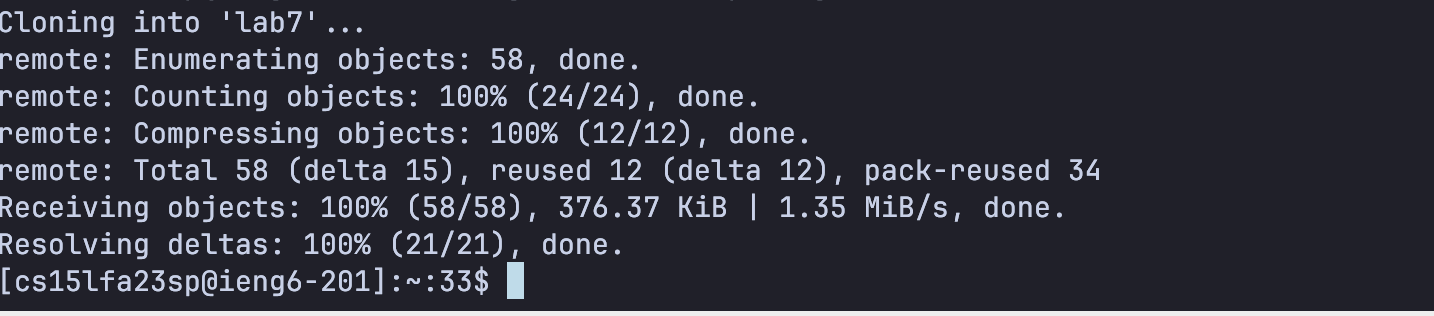 Cloning into 'lab7'...
remote: Enumerating objects: 58, done.
remote: Counting objects: 100% (24/24), done.
remote: Compressing objects: 100% (12/12), done.
remote: Total 58 (delta 15), reused 12 (delta 12), pack-reused 34
Receiving objects: 100% (58/58), 376.37 KiB | 1.35 MiB/s, done.
Resolving deltas: 100% (21/21), done.
[cs15lfa23sp@ieng6-201]:~:33$